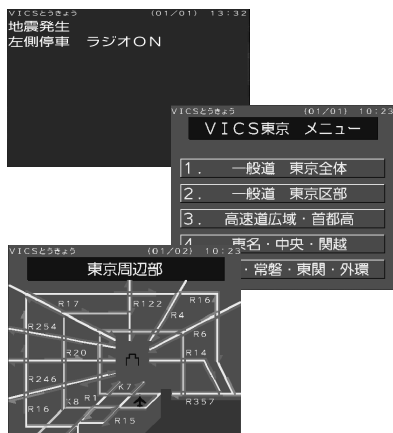 VICSとうきょう (01/01) 13:32
地震発生
左側停車 ラジオON
VICSとうきょう (01/01) 10:23
VICS東京 メニュー
1. 一般道 東京全体
2. 一般道 東京区部
3. 高速道広域・首都高
4. 東名・中央・関越
・常磐・東関・外環
VICSとうきょう (01/02) 10:23
東京周辺部
R17
R122
R16
R4
R254
R6
R20
R14
R246
K7
R16
K8
R1
R357
R15